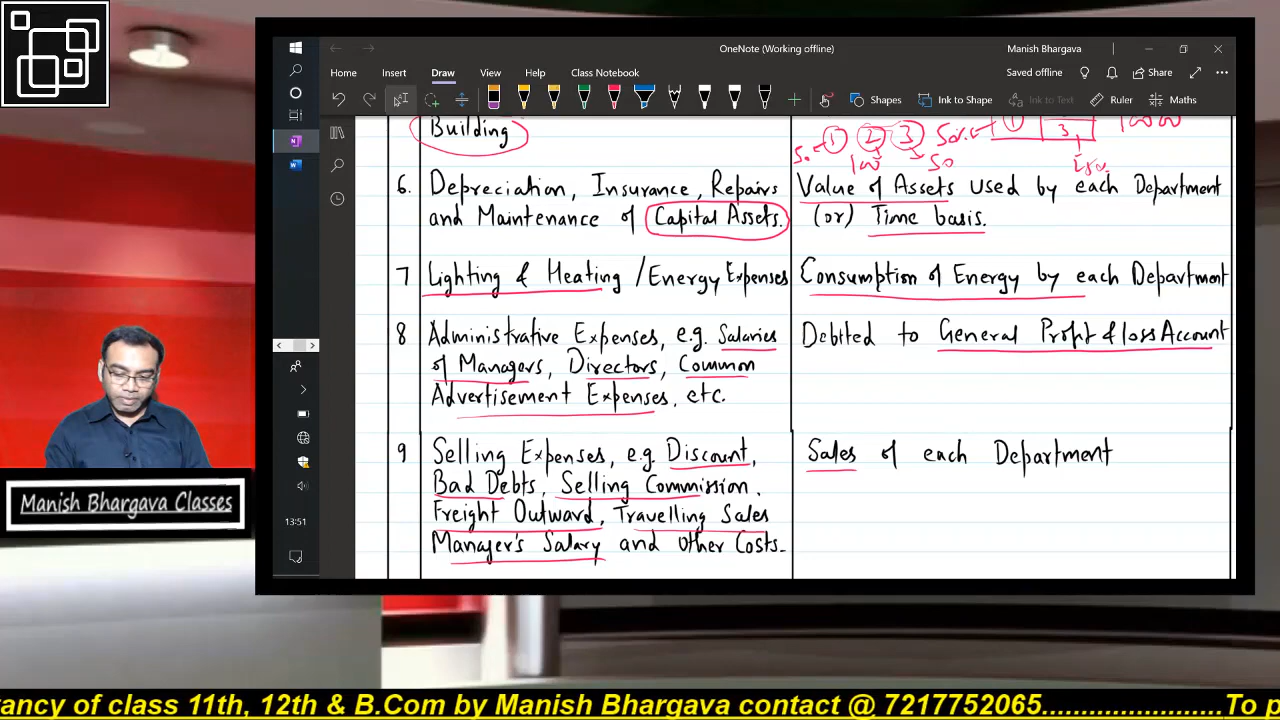 OneNote (Working offline)
Manish Bhargava
Home Insert Draw View Help Class Notebook
Saved offline
Share
Shapes
Ink to Shape
Ink to Text
Ruler
Maths
Building
1 2 3
50
3
6. Depreciation, Insurance, Repairs
and Maintenance of Capital Assets.
Value of Assets used by each Department
(or) Time basis.
7 Lighting & Heating /Energy Expenses
Consumption of Energy by each Department
8 Administrative Expenses, e.g. Salaries
of Managers, Directors, Common
Advertisement Expenses, etc.
Debited to General Profit & loss Account
9 Selling Expenses, e.g Discount,
Bad Debts, Selling Commission.
Freight Outward, Travelling Sales
Manager's Salary and other Costs.
Sales of each Department
13:51
Manish Bhargava Classes
ancy of class 11th, 12th & B.Com by Manish Bhargava contact @ 7217752065......................To p